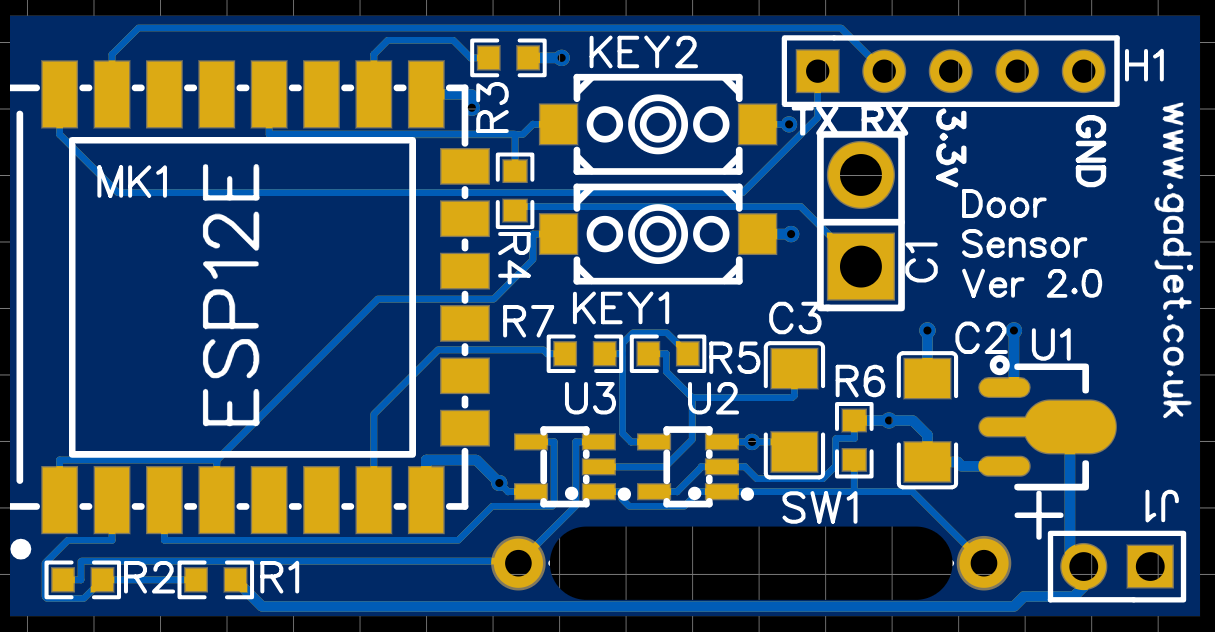 KEY2
H1
R3
TX RX
3.3v
GND
www.gadjet.co.uk
MK1
ESP12E
Door
Sensor
Ver 2.0
R4
C1
KEY1
R7
C3
C2
U1
R5
R6
U3
U2
SW1
+
J1
R2
R1